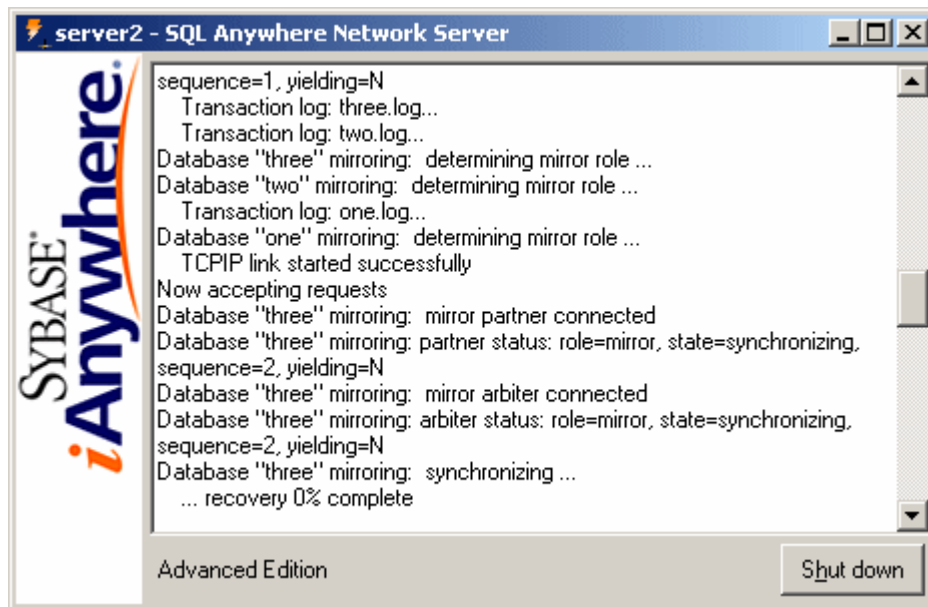 server2 - SQL Anywhere Network Server
SYBASE
iAnywhere.
sequence=1, yielding=N
Transaction log: three.log...
Transaction log: two.log...
Database "three" mirroring:  determining mirror role ...
Database "two" mirroring:  determining mirror role ...
Transaction log: one.log...
Database "one" mirroring:  determining mirror role ...
TCPIP link started successfully
Now accepting requests
Database "three" mirroring:  mirror partner connected
Database "three" mirroring: partner status: role=mirror, state=synchronizing,
sequence=2, yielding=N
Database "three" mirroring:  mirror arbiter connected
Database "three" mirroring: arbiter status: role=mirror, state=synchronizing,
sequence=2, yielding=N
Database "three" mirroring:  synchronizing ...
... recovery 0% complete
Advanced Edition
Shut down